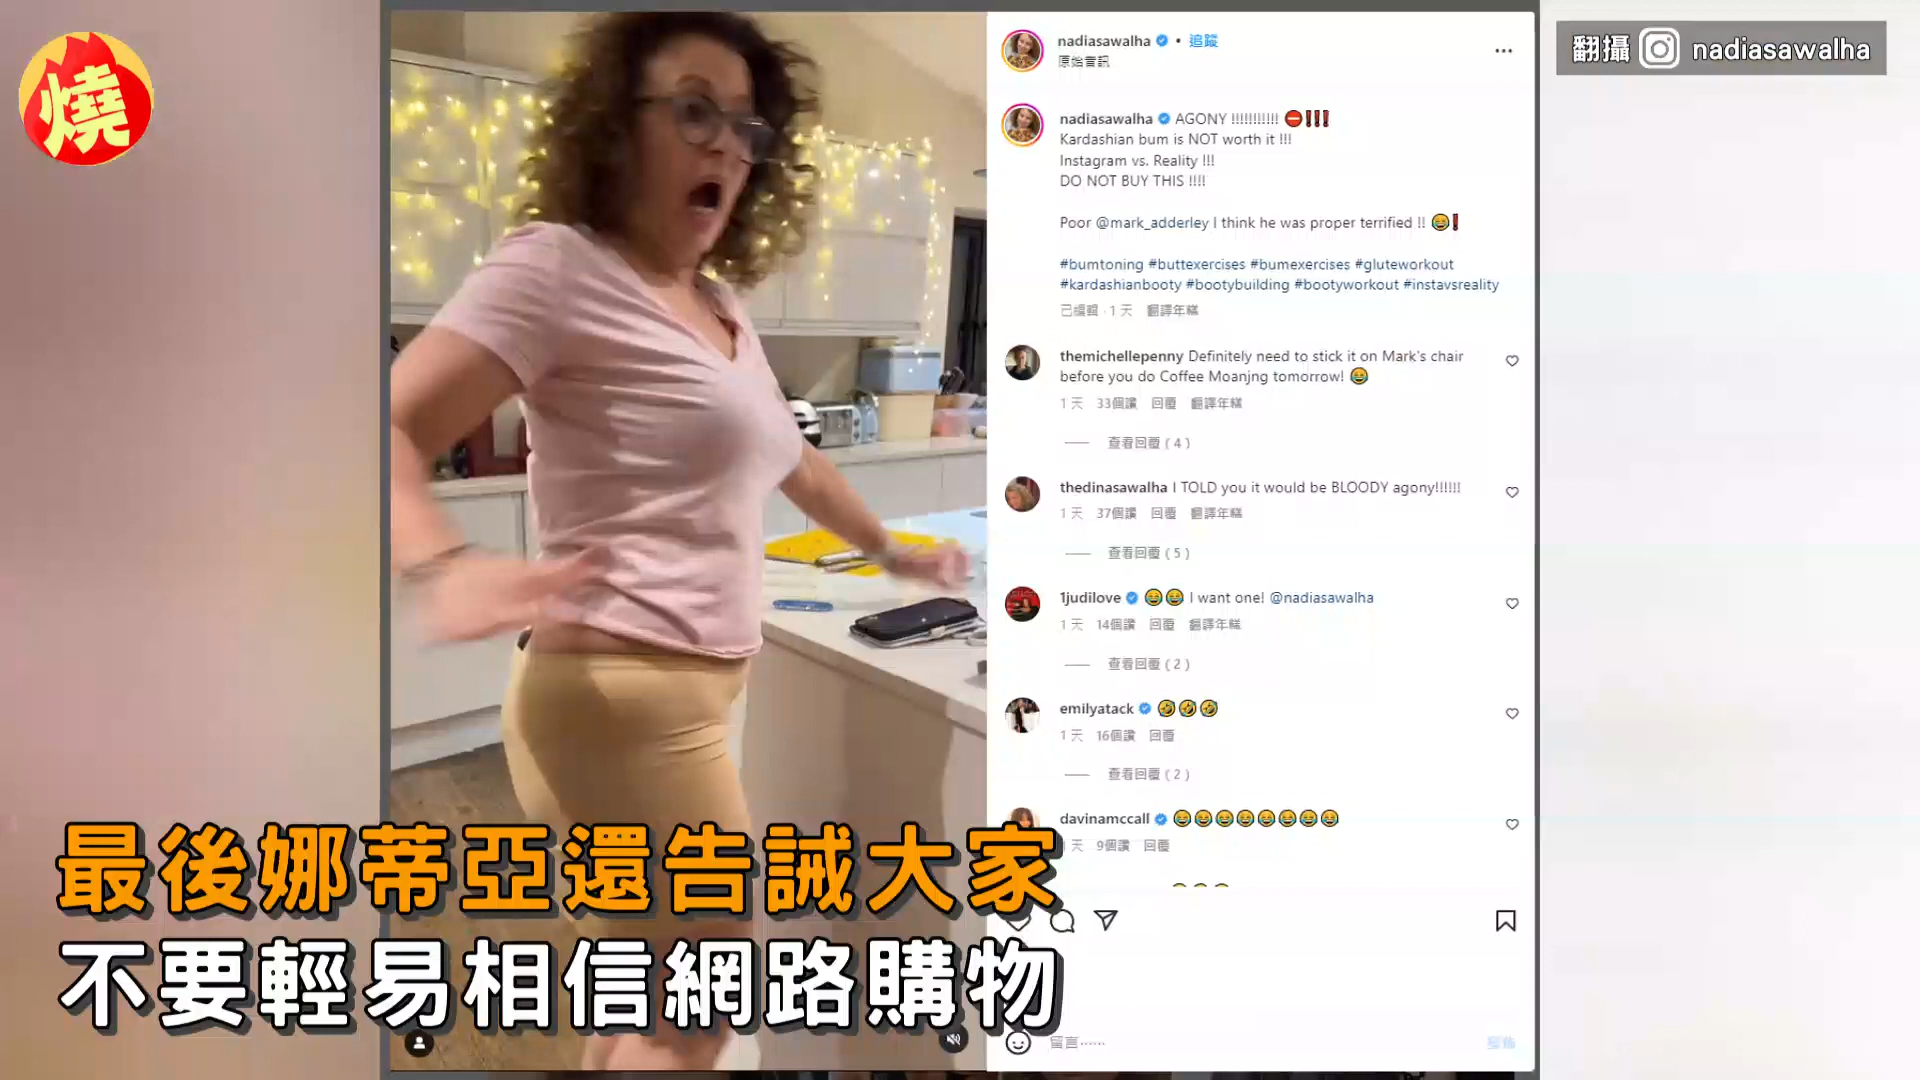 燒
翻攝 nadiasawalha
nadiasawalha • 追蹤
原始音訊
nadiasawalha AGONY !!!!!!!!!!! ⛔❗❗❗
Kardashian bum is NOT worth it !!!
Instagram vs. Reality !!!
DO NOT BUY THIS !!!!
Poor @mark_adderley I think he was proper terrified !! 😂❗
#bumtoning #buttexercises #bumexercises #gluteworkout
#kardashianbooty #bootybuilding #bootyworkout #instavsreality
已編輯 · 1 天 翻譯年糕
themichellepenny Definitely need to stick it on Mark's chair
before you do Coffee Moanjng tomorrow! 😂
1 天 33個讚 回覆 翻譯年糕
查看回覆 ( 4 )
thedinasawalha I TOLD you it would be BLOODY agony!!!!!!
1 天 37個讚 回覆 翻譯年糕
查看回覆 ( 5 )
1judilove 😂😂 I want one! @nadiasawalha
1 天 14個讚 回覆 翻譯年糕
查看回覆 ( 2 )
emilyatack 🤣🤣🤣
1 天 16個讚 回覆
查看回覆 ( 2 )
davinamccall 😂😂😂😂😂😂😂😂
天 9個讚 回覆
最後娜蒂亞還告誡大家
不要輕易相信網路購物
留言......
發佈